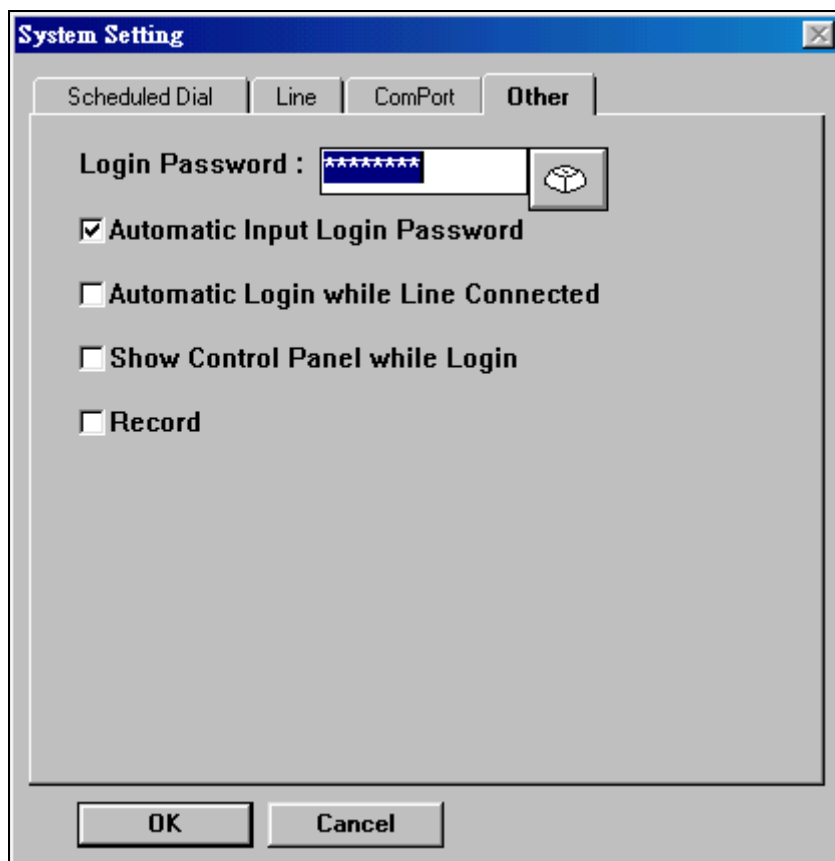 System Setting
Scheduled Dial Line ComPort Other
Login Password : ********
Automatic Input Login Password
Automatic Login while Line Connected
Show Control Panel while Login
Record
OK Cancel